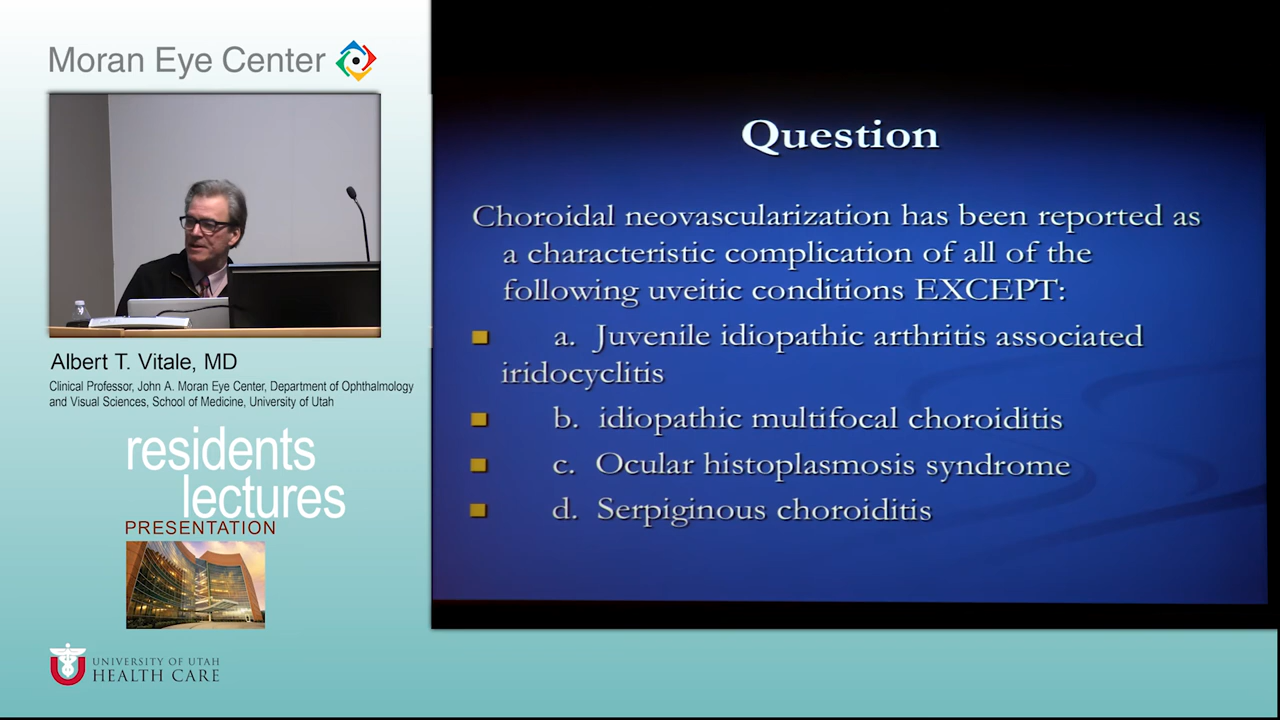 Moran Eye Center
Albert T. Vitale, MD
Clinical Professor, John A. Moran Eye Center, Department of Ophthalmology
and Visual Sciences, School of Medicine, University of Utah
residents
lectures
PRESENTATION
UNIVERSITY OF UTAH
HEALTH CARE
Question
Choroidal neovascularization has been reported as
a characteristic complication of all of the
following uveitic conditions EXCEPT:
a. Juvenile idiopathic arthritis associated
iridocyclitis
b. idiopathic multifocal choroiditis
c. Ocular histoplasmosis syndrome
d. Serpiginous choroiditis